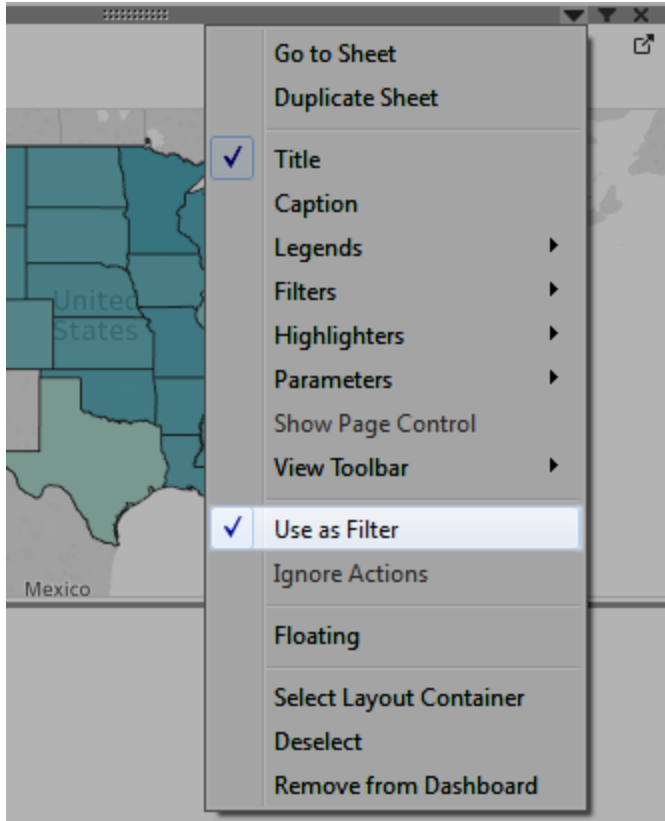 Go to Sheet
Duplicate Sheet
Title
Caption
Legends
Filters
Highlighters
Parameters
Show Page Control
View Toolbar
Use as Filter
Ignore Actions
Floating
Select Layout Container
Deselect
Remove from Dashboard
United
States
Mexico